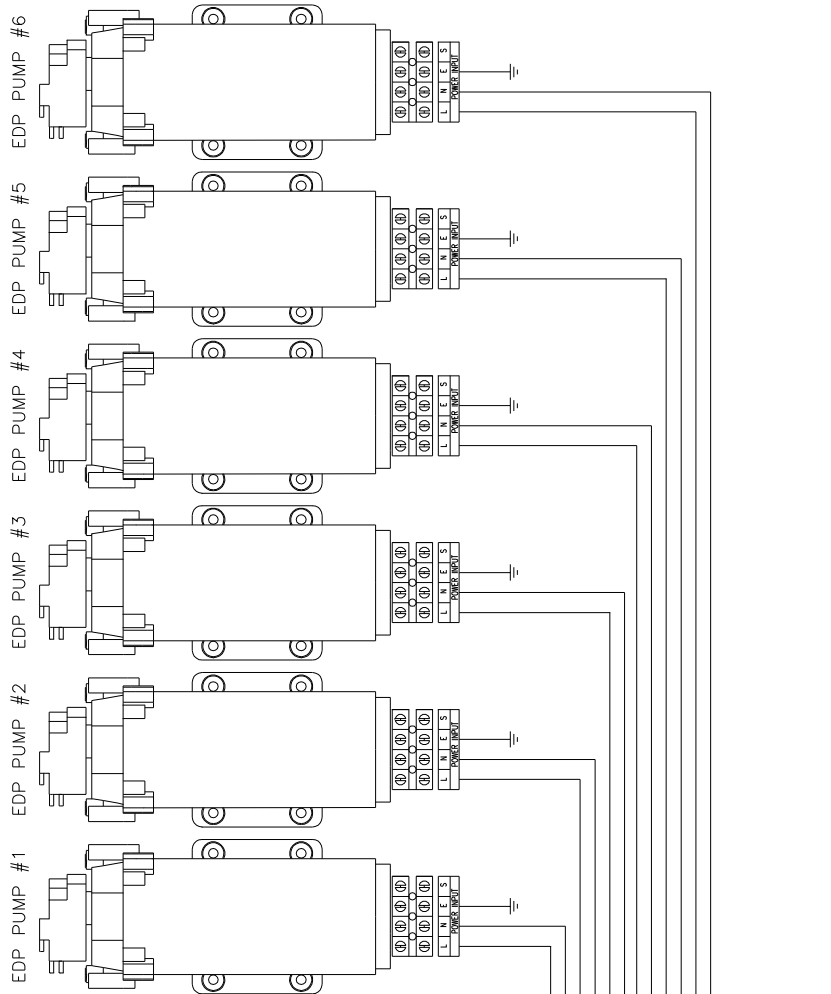 EDP PUMP #6
S
E
N
L
POWER INPUT
EDP PUMP #5
S
E
N
L
POWER INPUT
EDP PUMP #4
S
E
N
L
POWER INPUT
EDP PUMP #3
S
E
N
L
POWER INPUT
EDP PUMP #2
S
E
N
L
POWER INPUT
EDP PUMP #1
S
E
N
L
POWER INPUT